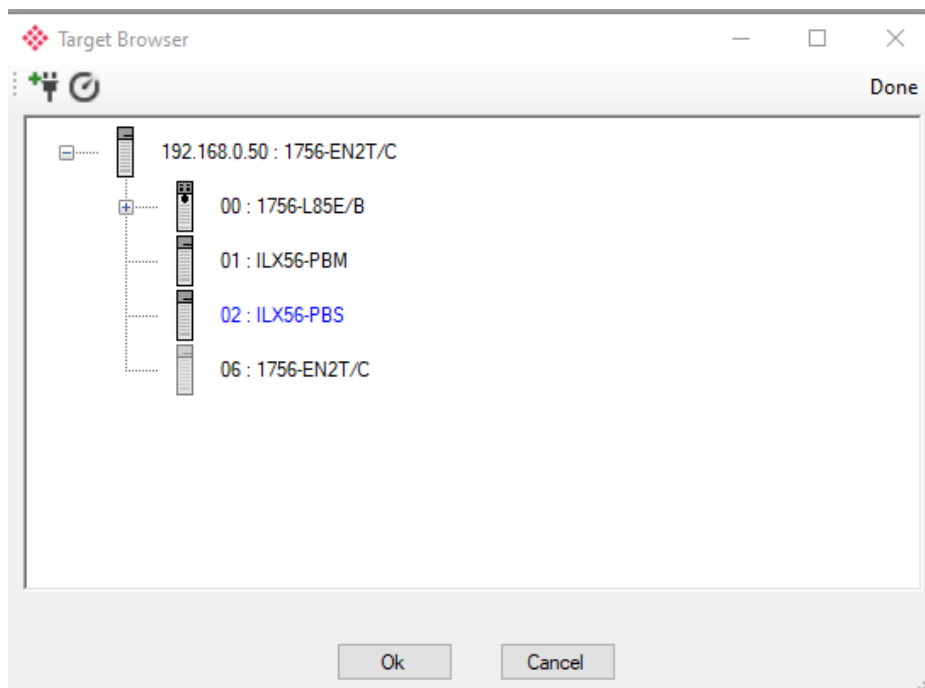 Target Browser
Done
192.168.0.50 : 1756-EN2T/C
00 : 1756-L85E/B
01 : ILX56-PBM
02 : ILX56-PBS
06 : 1756-EN2T/C
Ok Cancel